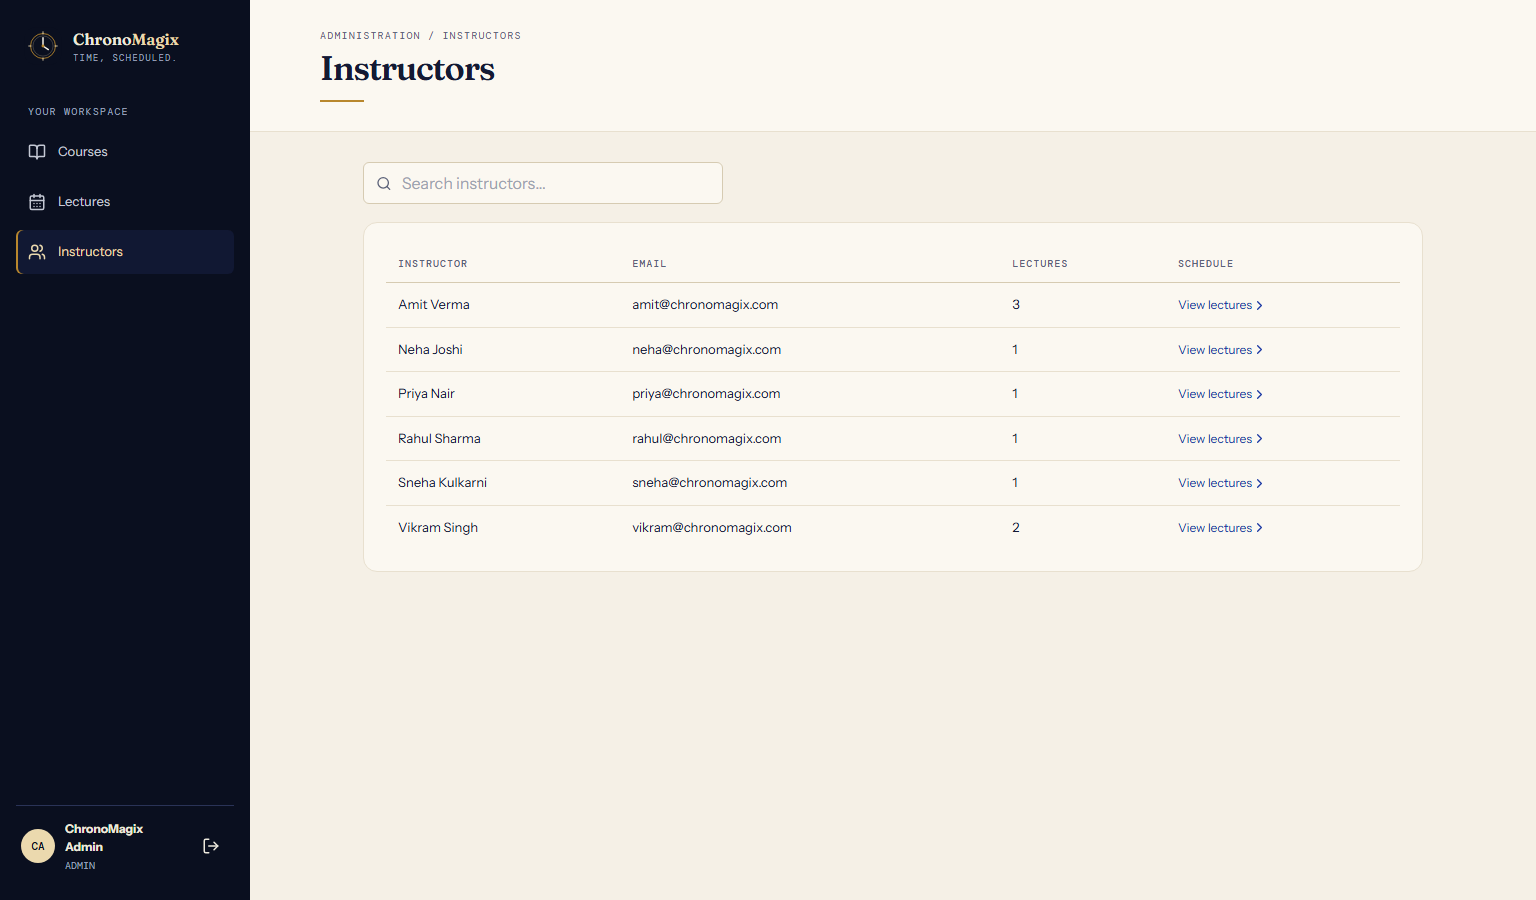 ChronoMagix
TIME, SCHEDULED.
YOUR WORKSPACE
Courses
Lectures
Instructors
ChronoMagix
Admin
CA
ADMIN
ADMINISTRATION / INSTRUCTORS
Instructors
Search instructors...
INSTRUCTOR EMAIL LECTURES SCHEDULE
Amit Verma amit@chronomagix.com 3 View lectures
Neha Joshi neha@chronomagix.com 1 View lectures
Priya Nair priya@chronomagix.com 1 View lectures
Rahul Sharma rahul@chronomagix.com 1 View lectures
Sneha Kulkarni sneha@chronomagix.com 1 View lectures
Vikram Singh vikram@chronomagix.com 2 View lectures